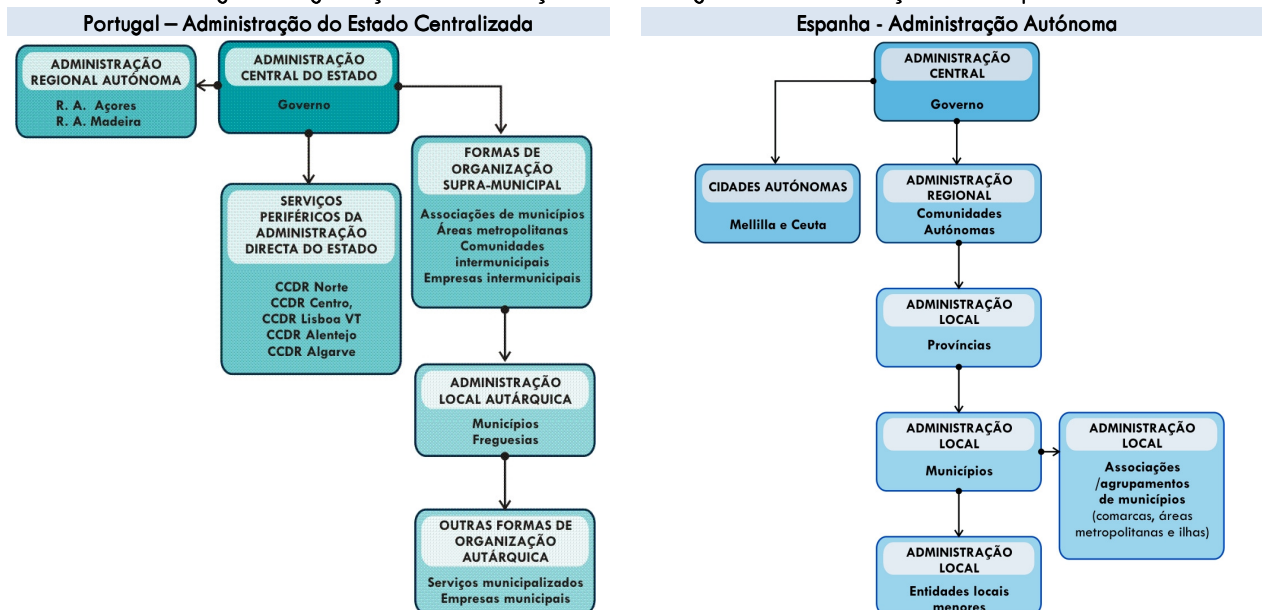 Portugal – Administração do Estado Centralizada
ADMINISTRAÇÃO
REGIONAL AUTÓNOMA
R. A. Açores
R. A. Madeira
ADMINISTRAÇÃO
CENTRAL DO ESTADO
Governo
SERVIÇOS
PERIFÉRICOS DA
ADMINISTRAÇÃO
DIRECTA DO ESTADO
CCDR Norte
CCDR Centro,
CCDR Lisboa VT
CCDR Alentejo
CCDR Algarve
FORMAS DE
ORGANIZAÇÃO
SUPRA-MUNICIPAL
Associações de municípios
Áreas metropolitanas
Comunidades
intermunicipais
Empresas intermunicipais
ADMINISTRAÇÃO
LOCAL AUTÁRQUICA
Municípios
Freguesias
OUTRAS FORMAS DE
ORGANIZAÇÃO
AUTÁRQUICA
Serviços municipalizados
Empresas municipais
Espanha - Administração Autónoma
ADMINISTRAÇÃO
CENTRAL
Governo
CIDADES AUTÓNOMAS
Mellilla e Ceuta
ADMINISTRAÇÃO
REGIONAL
Comunidades
Autónomas
ADMINISTRAÇÃO
LOCAL
Províncias
ADMINISTRAÇÃO
LOCAL
Municípios
ADMINISTRAÇÃO
LOCAL
Associações
/agrupamentos
de municípios
(comarcas, áreas
metropolitanas e ilhas)
ADMINISTRAÇÃO
LOCAL
Entidades locais
menores